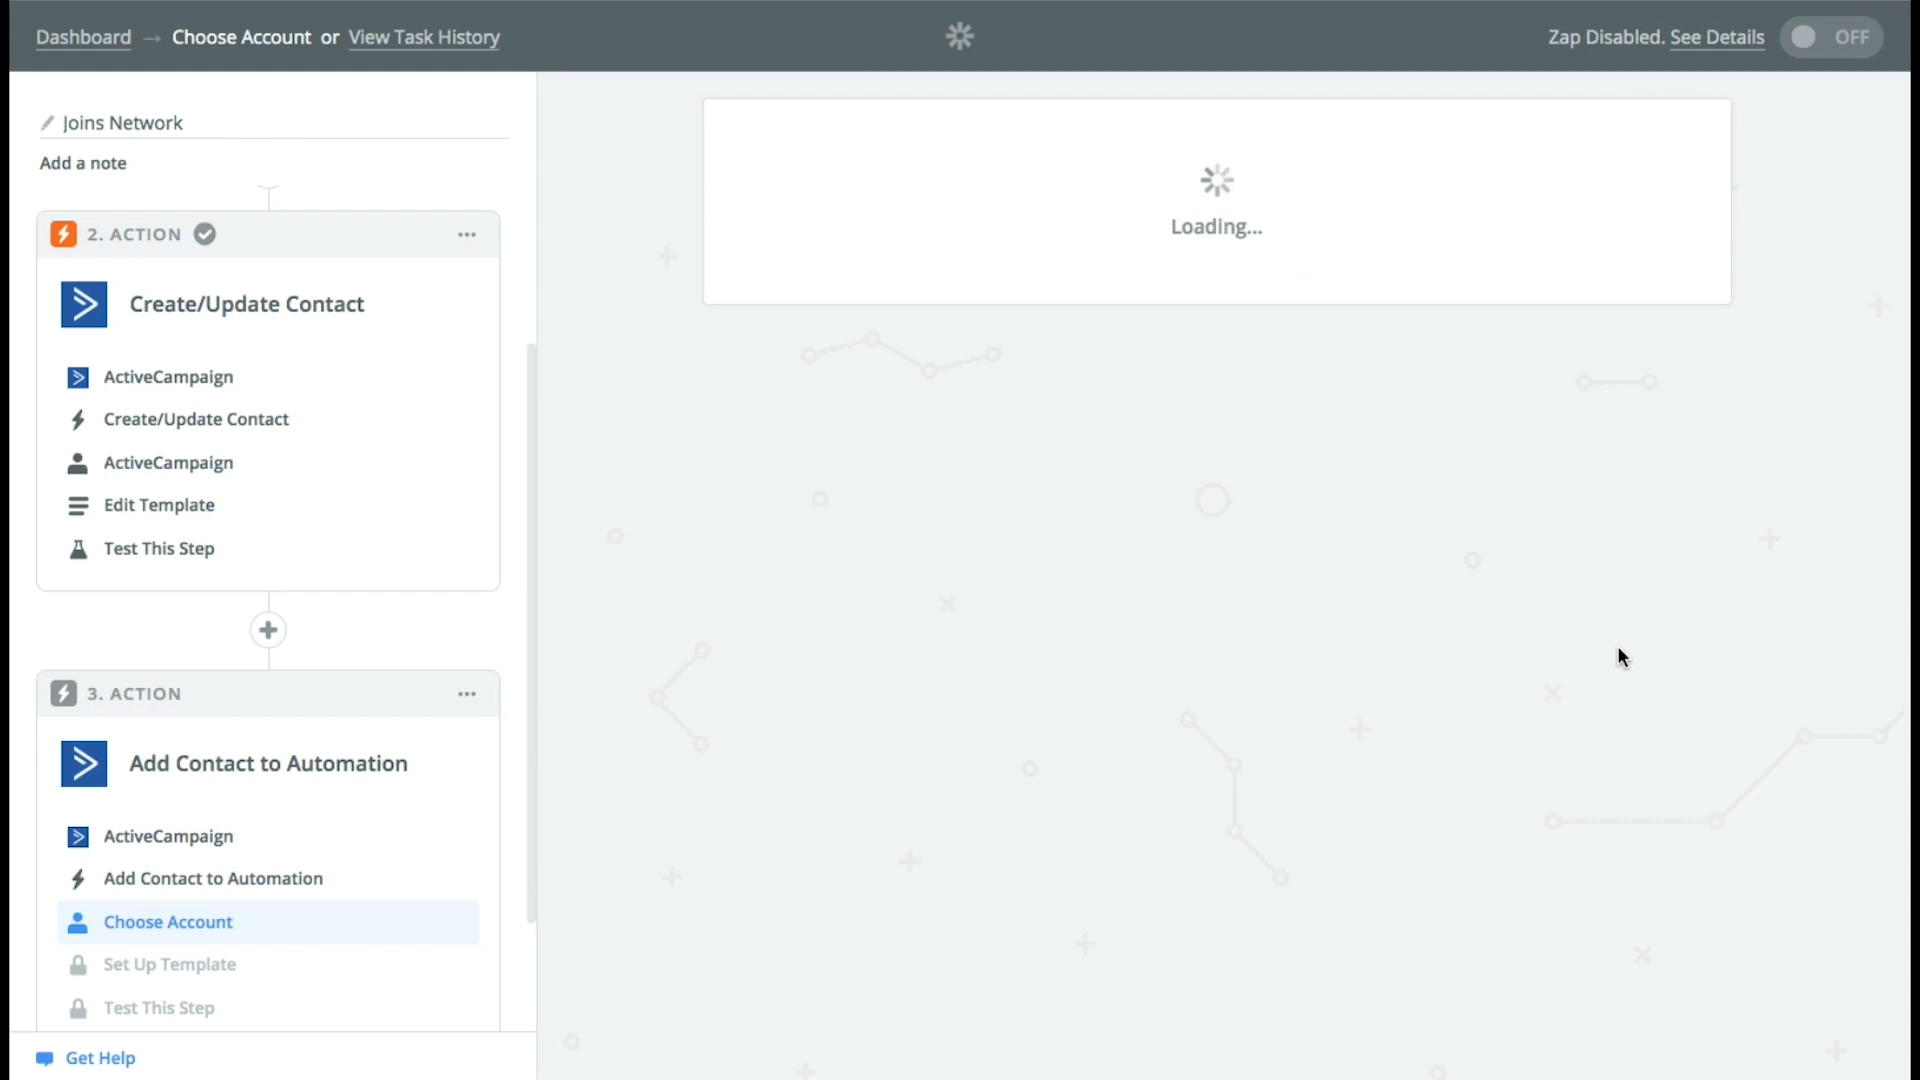 Dashboard → Choose Account or View Task History
Zap Disabled. See Details
OFF
Joins Network
Add a note
2. ACTION
Create/Update Contact
ActiveCampaign
Create/Update Contact
ActiveCampaign
Edit Template
Test This Step
3. ACTION
Add Contact to Automation
ActiveCampaign
Add Contact to Automation
Choose Account
Set Up Template
Test This Step
Get Help
Loading...